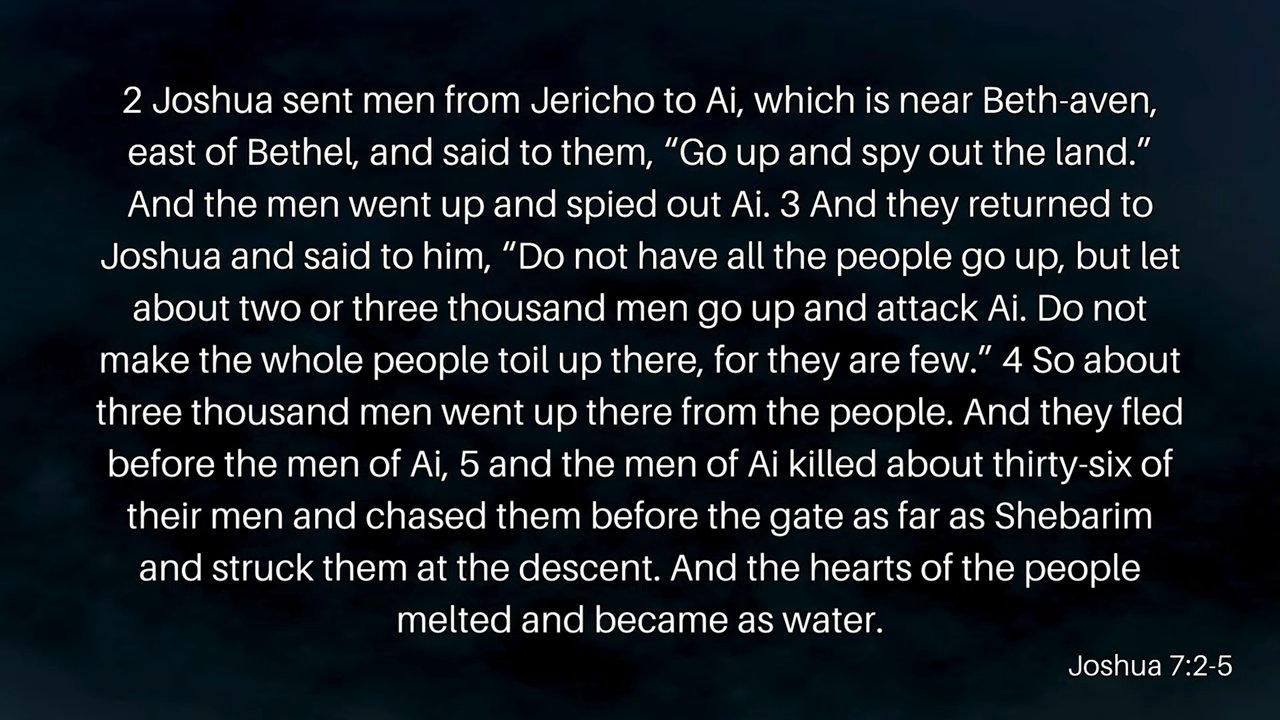 2 Joshua sent men from Jericho to Ai, which is near Beth-aven,
east of Bethel, and said to them, “Go up and spy out the land.”
And the men went up and spied out Ai. 3 And they returned to
Joshua and said to him, “Do not have all the people go up, but let
about two or three thousand men go up and attack Ai. Do not
make the whole people toil up there, for they are few.” 4 So about
three thousand men went up there from the people. And they fled
before the men of Ai, 5 and the men of Ai killed about thirty-six of
their men and chased them before the gate as far as Shebarim
and struck them at the descent. And the hearts of the people
melted and became as water.
Joshua 7:2-5